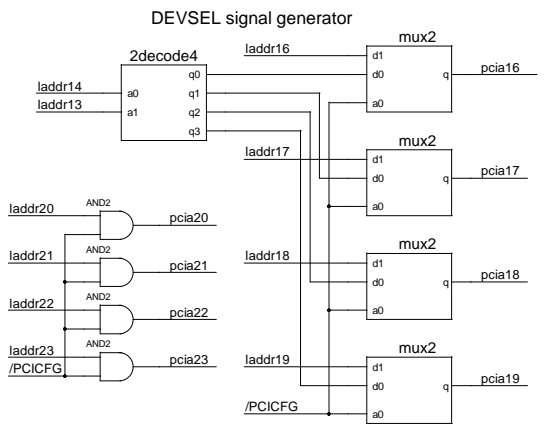 DEVSEL signal generator
2decode4
q0
q1
q2
q3
a0
a1
laddr14
laddr13
laddr16
mux2
d1
d0
a0
q
pcia16
laddr17
mux2
d1
d0
a0
q
pcia17
laddr18
mux2
d1
d0
a0
q
pcia18
laddr19
mux2
d1
d0
a0
q
pcia19
/PCICFG
laddr20
AND2
pcia20
laddr21
AND2
pcia21
laddr22
AND2
pcia22
laddr23
AND2
pcia23
/PCICFG